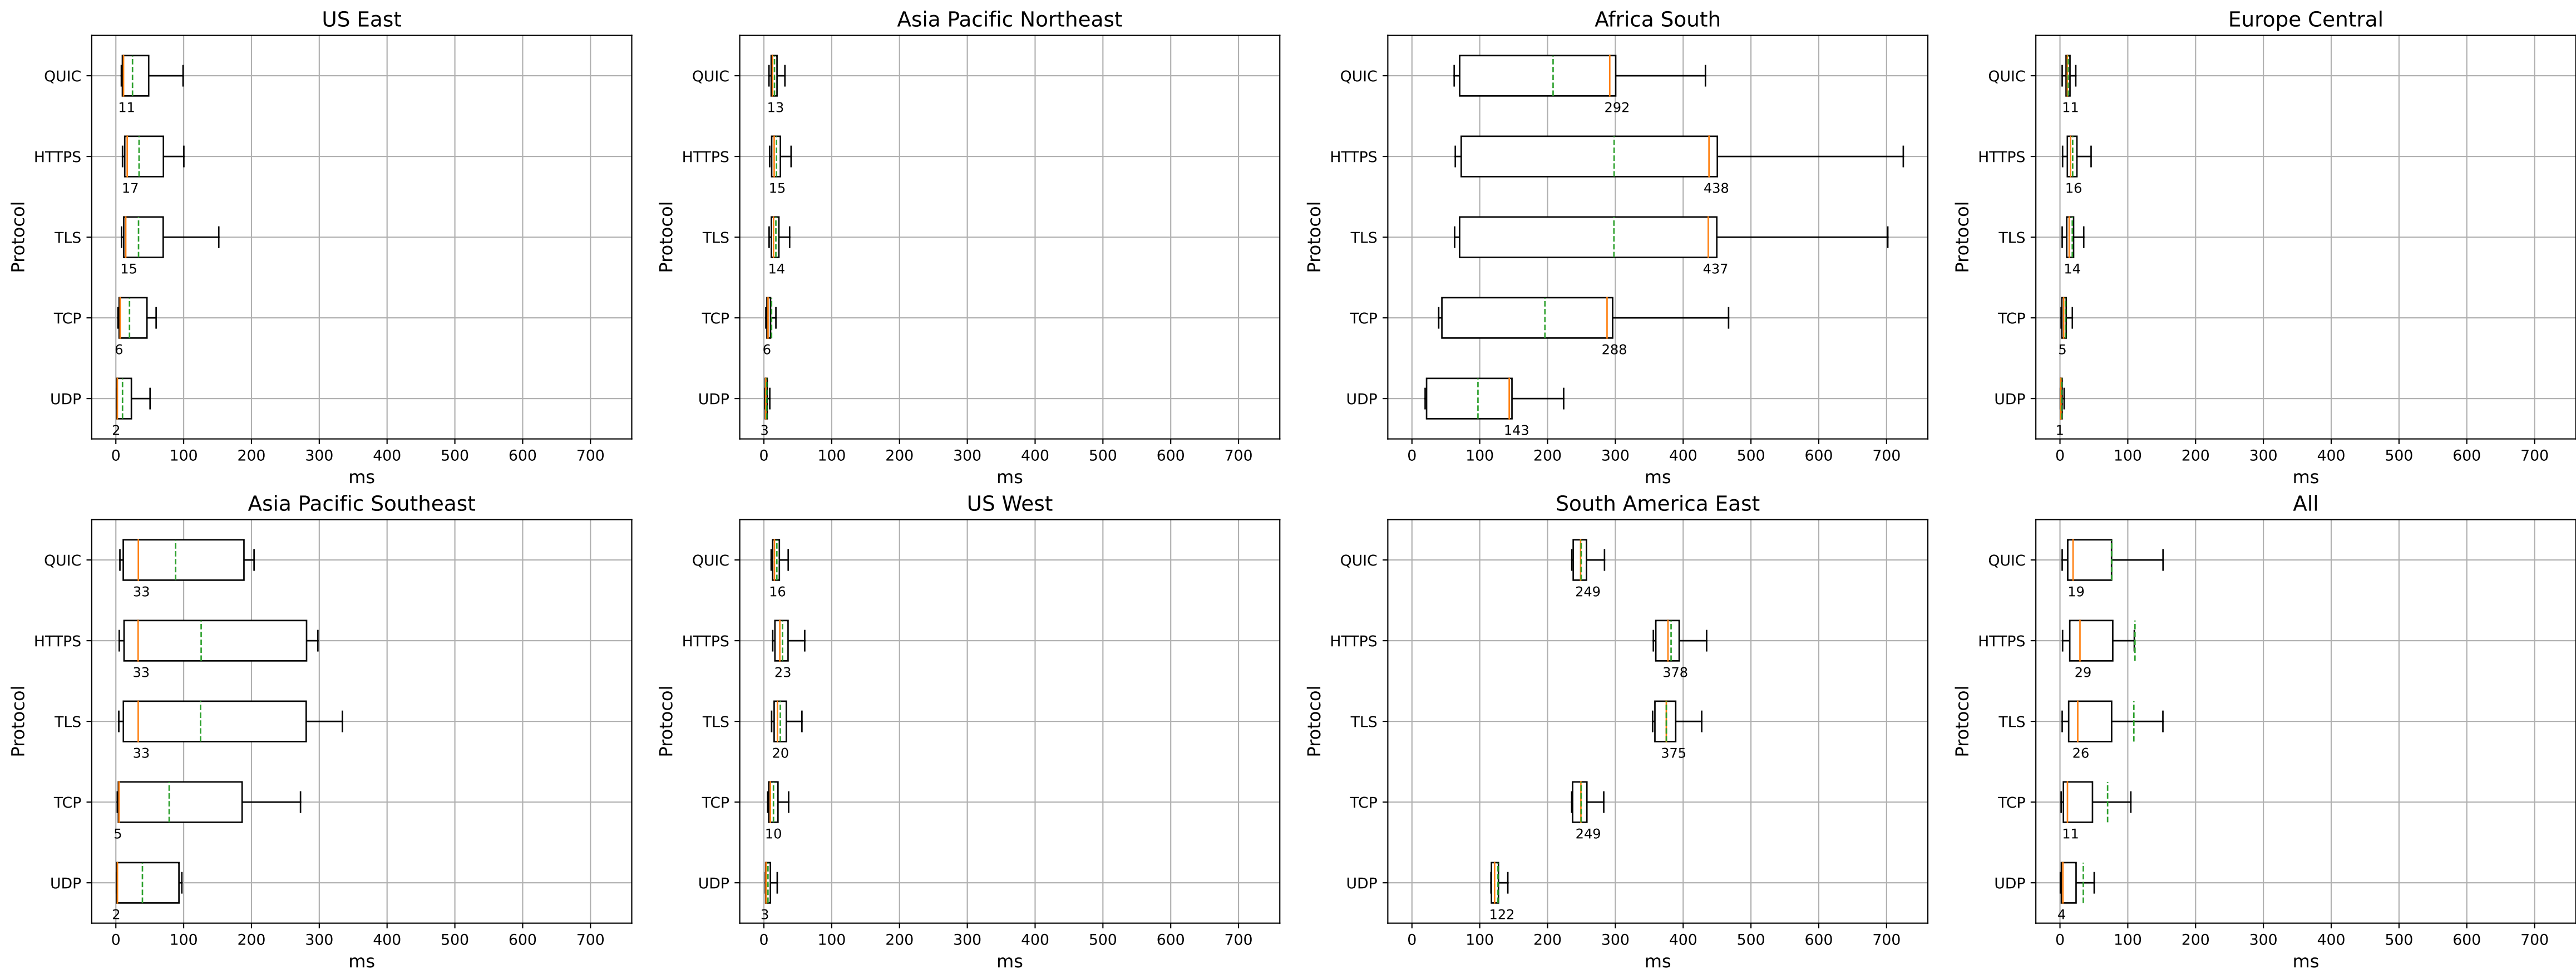 US East
QUIC
11
HTTPS
17
TLS
15
TCP
6
UDP
2
0 100 200 300 400 500 600 700
ms
Protocol
Asia Pacific Northeast
QUIC
13
HTTPS
15
TLS
14
TCP
6
UDP
3
0 100 200 300 400 500 600 700
ms
Protocol
Africa South
QUIC
292
HTTPS
438
TLS
437
TCP
288
UDP
143
0 100 200 300 400 500 600 700
ms
Protocol
Europe Central
QUIC
11
HTTPS
16
TLS
14
TCP
5
UDP
1
0 100 200 300 400 500 600 700
ms
Protocol
Asia Pacific Southeast
QUIC
33
HTTPS
33
TLS
33
TCP
5
UDP
2
0 100 200 300 400 500 600 700
ms
Protocol
US West
QUIC
16
HTTPS
23
TLS
20
TCP
10
UDP
3
0 100 200 300 400 500 600 700
ms
Protocol
South America East
QUIC
249
HTTPS
378
TLS
375
TCP
249
UDP
122
0 100 200 300 400 500 600 700
ms
Protocol
All
QUIC
19
HTTPS
29
TLS
26
TCP
11
UDP
4
0 100 200 300 400 500 600 700
ms
Protocol